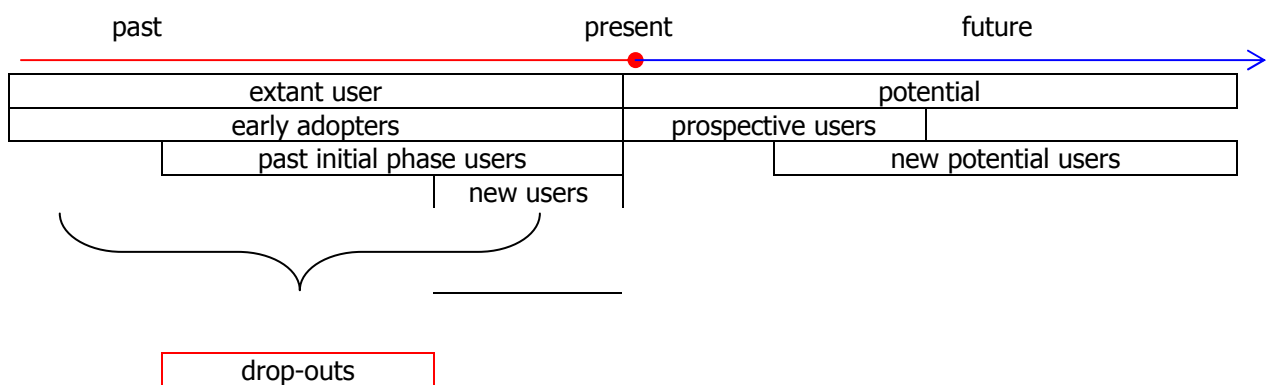 past present future
extant user potential
early adopters prospective users
past initial phase users new potential users
new users
drop-outs